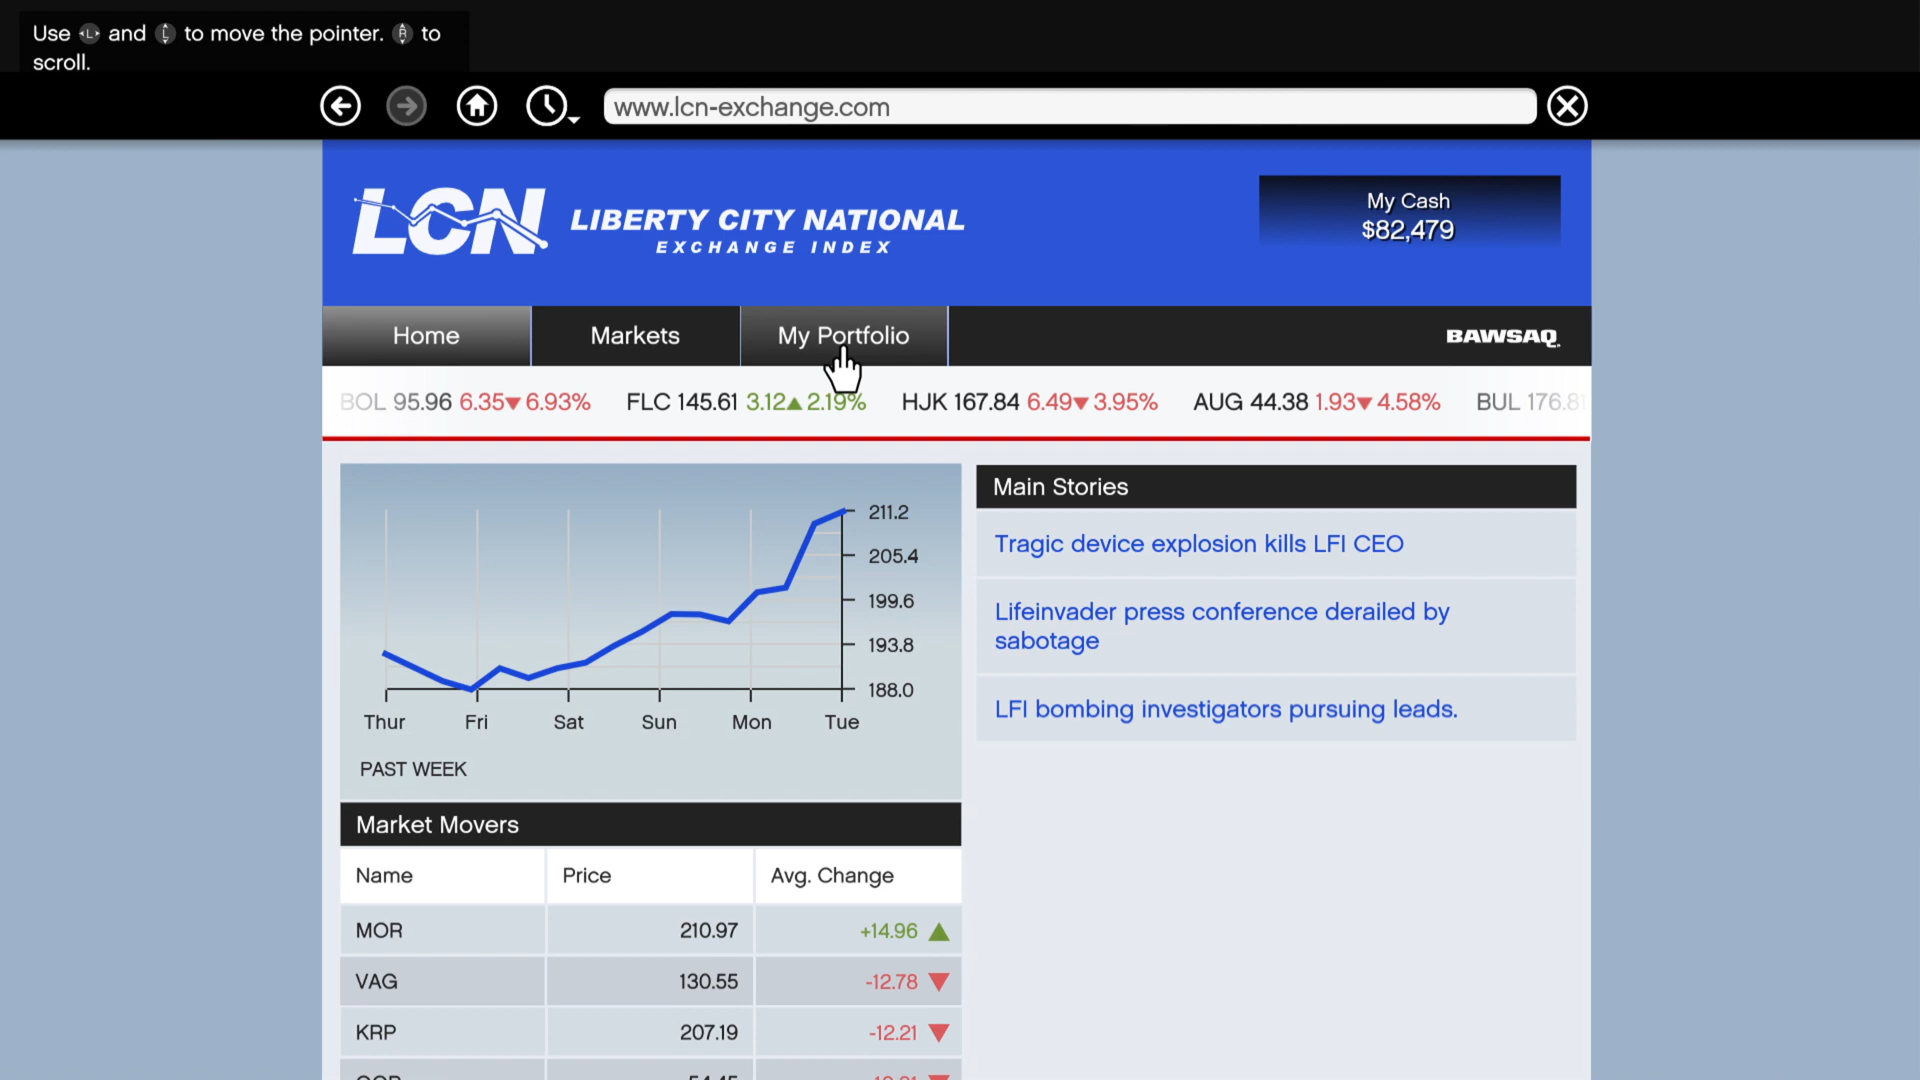 Use L and L to move the pointer. R to
scroll.
www.lcn-exchange.com
LCN LIBERTY CITY NATIONAL
EXCHANGE INDEX
My Cash
$82,479
Home Markets My Portfolio BAWSAQ.
BOL 95.96 6.35▼6.93% FLC 145.61 3.12▲2.19% HJK 167.84 6.49▼3.95% AUG 44.38 1.93▼4.58% BUL 176.81
211.2
205.4
199.6
193.8
188.0
Thur Fri Sat Sun Mon Tue
PAST WEEK
Main Stories
Tragic device explosion kills LFI CEO
Lifeinvader press conference derailed by
sabotage
LFI bombing investigators pursuing leads.
Market Movers
Name Price Avg. Change
MOR 210.97 +14.96 ▲
VAG 130.55 -12.78 ▼
KRP 207.19 -12.21 ▼